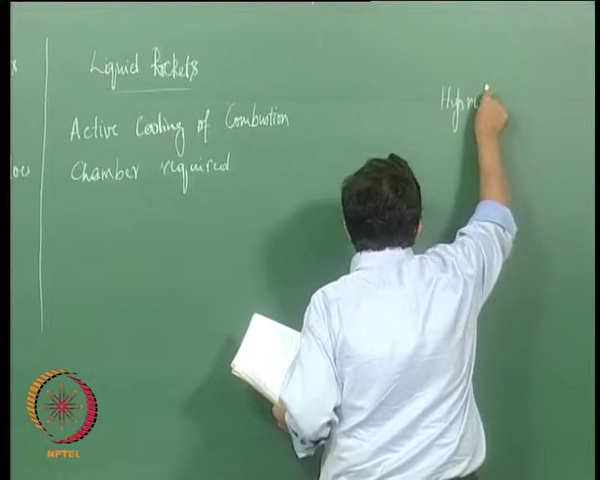 Liquid Rockets
Active Cooling of Combustion
Chamber required
NPTEL